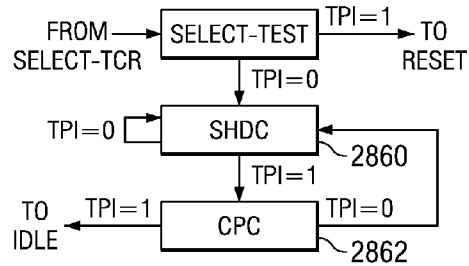 FROM
SELECT-TCR
SELECT-TEST
TPI=1
TO
RESET
TPI=0
TPI=0
SHDC
2860
TPI=1
TO
IDLE
TPI=1
CPC
TPI=0
2862